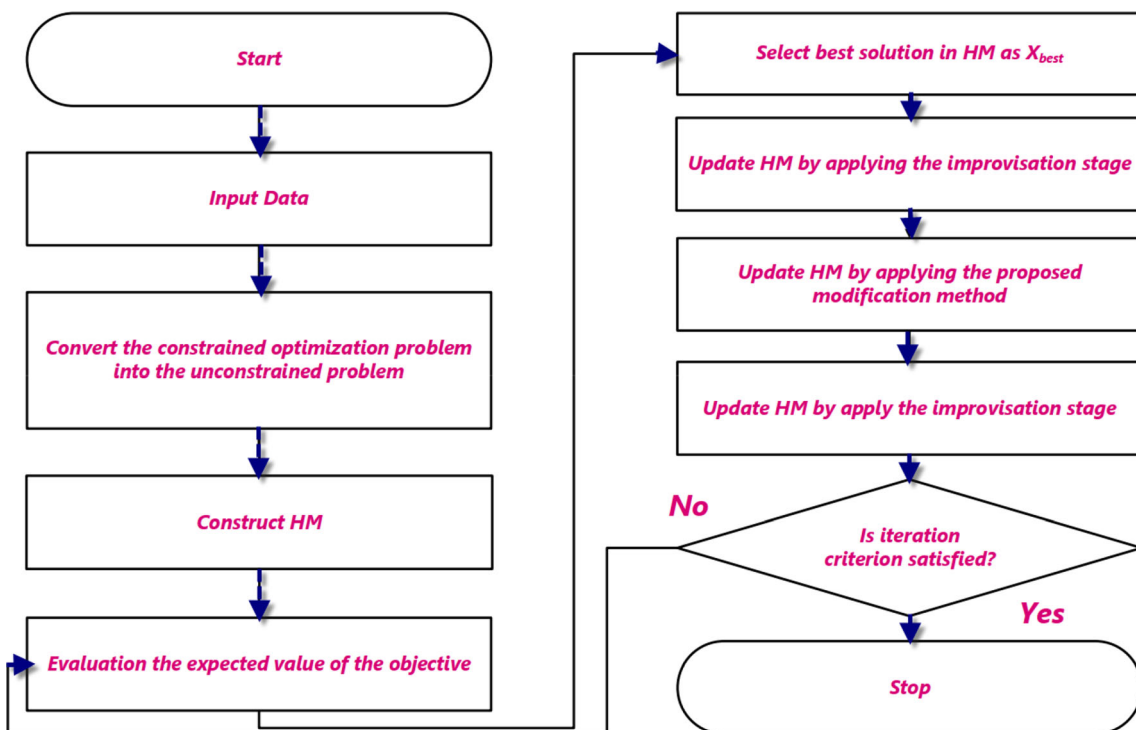 Start
Input Data
Convert the constrained optimization problem
into the unconstrained problem
Construct HM
Evaluation the expected value of the objective
Select best solution in HM as X_best
Update HM by applying the improvisation stage
Update HM by applying the proposed
modification method
Update HM by apply the improvisation stage
Is iteration
criterion satisfied?
No
Yes
Stop